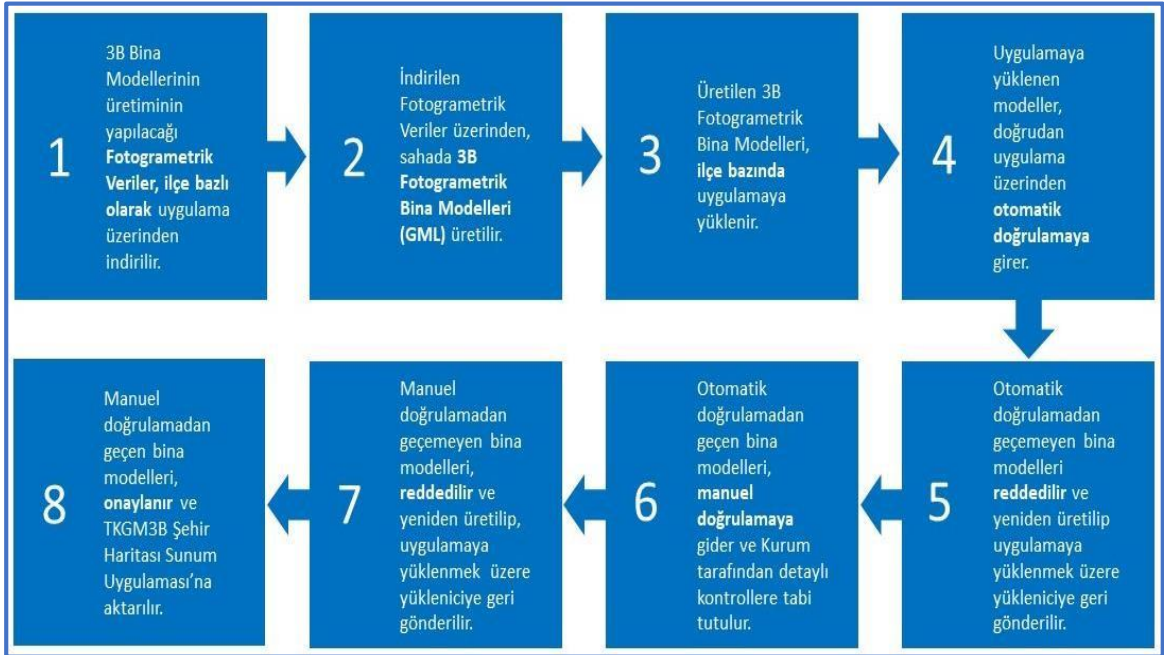 1
3B Bina
Modellerinin
üretiminin
yapılacağı
Fotogrametrik
Veriler, ilçe bazlı
olarak uygulama
üzerinden
indirilir.
2
İndirilen
Fotogrametrik
Veriler üzerinden,
sahada 3B
Fotogrametrik
Bina Modelleri
(GML) üretilir.
3
Üretilen 3B
Fotogrametrik
Bina Modelleri,
ilçe bazında
uygulamaya
yüklenir.
4
Uygulamaya
yüklenen
modeller,
doğrudan
uygulama
üzerinden
otomatik
doğrulamaya
girer.
5
Otomatik
doğrulamadan
geçemeyen bina
modelleri
reddedilir ve
yeniden üretilip
uygulamaya
yüklenmek üzere
yükleniciye geri
gönderilir.
6
Otomatik
doğrulamadan
geçen bina
modelleri,
manuel
doğrulamaya
gider ve Kurum
tarafından detaylı
kontrollere tabi
tutulur.
7
Manuel
doğrulamadan
geçemeyen bina
modelleri,
reddedilir ve
yeniden üretilip,
uygulamaya
yüklenmek üzere
yükleniciye geri
gönderilir.
8
Manuel
doğrulamadan
geçen bina
modelleri,
onaylanır ve
TKGM3B Şehir
Haritası Sunum
Uygulaması’na
aktarılır.